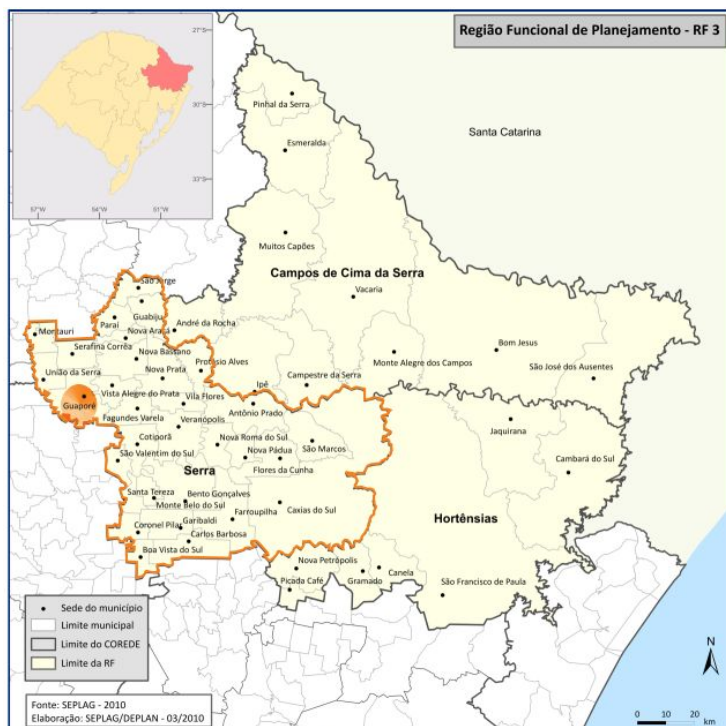 Região Funcional de Planejamento - RF 3
27°S
30°S
33°S
57°W
54°W
51°W
Santa Catarina
Pinhal da Serra
Esmeralda
Muitos Capões
Campos de Cima da Serra
Vacaria
São Jorge
Guabiju
Paraí
André da Rocha
Montauri
Nova Araçá
Serafina Corrêa
Nova Bassano
Monte Alegre dos Campos
Bom Jesus
Protásio Alves
União da Serra
Nova Prata
São José dos Ausentes
Ipê
Campestre da Serra
Vista Alegre do Prata
Guaporé
Vila Flores
Antônio Prado
Fagundes Varela
Veranópolis
Jaquirana
Cotiporã
Nova Roma do Sul
São Marcos
São Valentim do Sul
Nova Pádua
Serra
Flores da Cunha
Cambará do Sul
Santa Tereza
Bento Gonçalves
Monte Belo do Sul
Caxias do Sul
Farroupilha
Hortênsias
Coronel Pilar
Garibaldi
Carlos Barbosa
Boa Vista do Sul
Nova Petrópolis
Canela
Picada Café
Gramado
São Francisco de Paula
Sede do município
Limite municipal
Limite do COREDE
Limite da RF
N
Fonte: SEPLAG - 2010
Elaboração: SEPLAG/DEPLAN - 03/2010
0 10 20
km